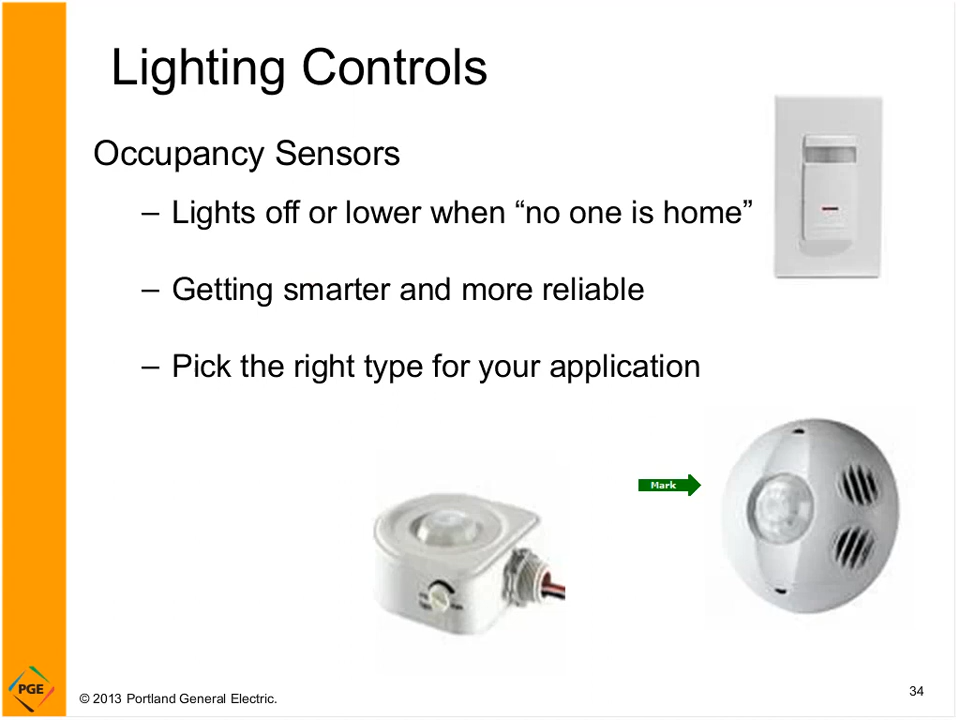 Lighting Controls
Occupancy Sensors
– Lights off or lower when “no one is home”
– Getting smarter and more reliable
– Pick the right type for your application
Mark
PGE
© 2013 Portland General Electric.
34